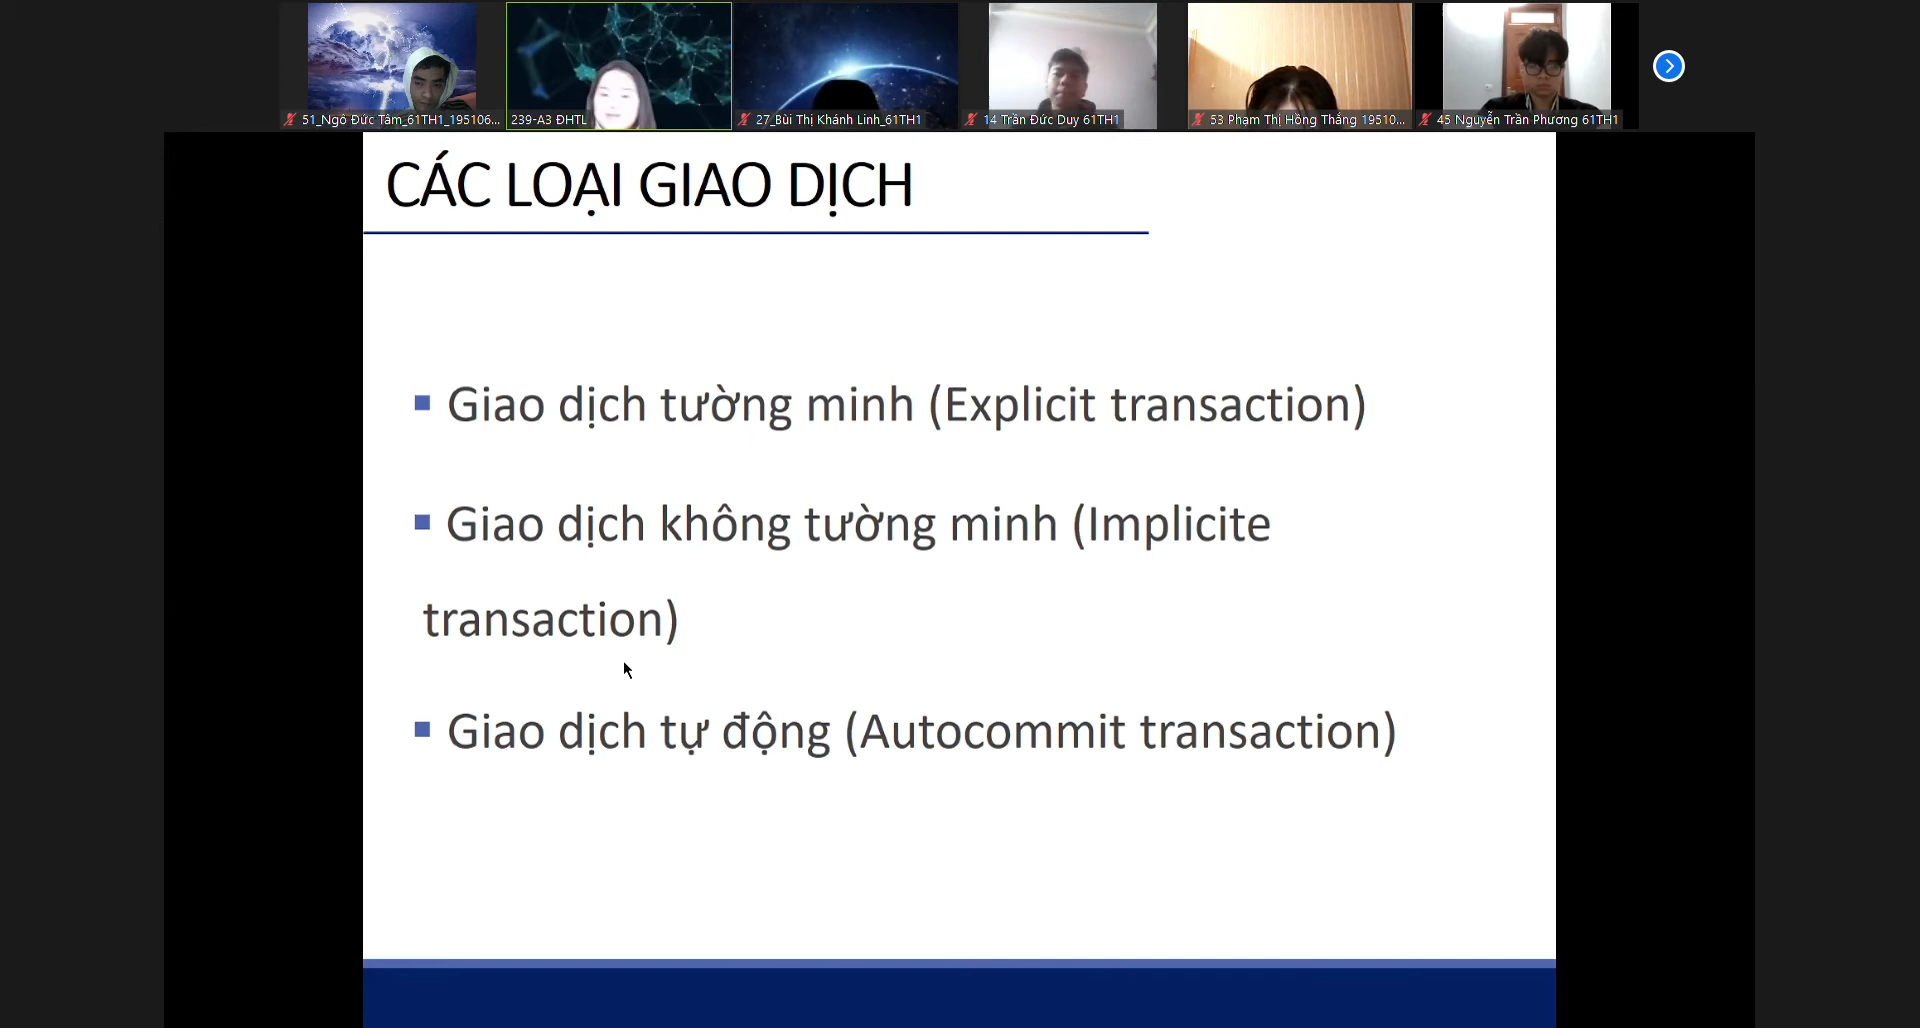 51_Ngô Đức Tâm_61TH1_195106...
239-A3 ĐHTL
27_Bùi Thị Khánh Linh_61TH1
14 Trần Đức Duy 61TH1
53 Phạm Thị Hồng Thắng 19510...
45 Nguyễn Trần Phương 61TH1
CÁC LOẠI GIAO DỊCH
▪ Giao dịch tường minh (Explicit transaction)
▪ Giao dịch không tường minh (Implicite
transaction)
▪ Giao dịch tự động (Autocommit transaction)